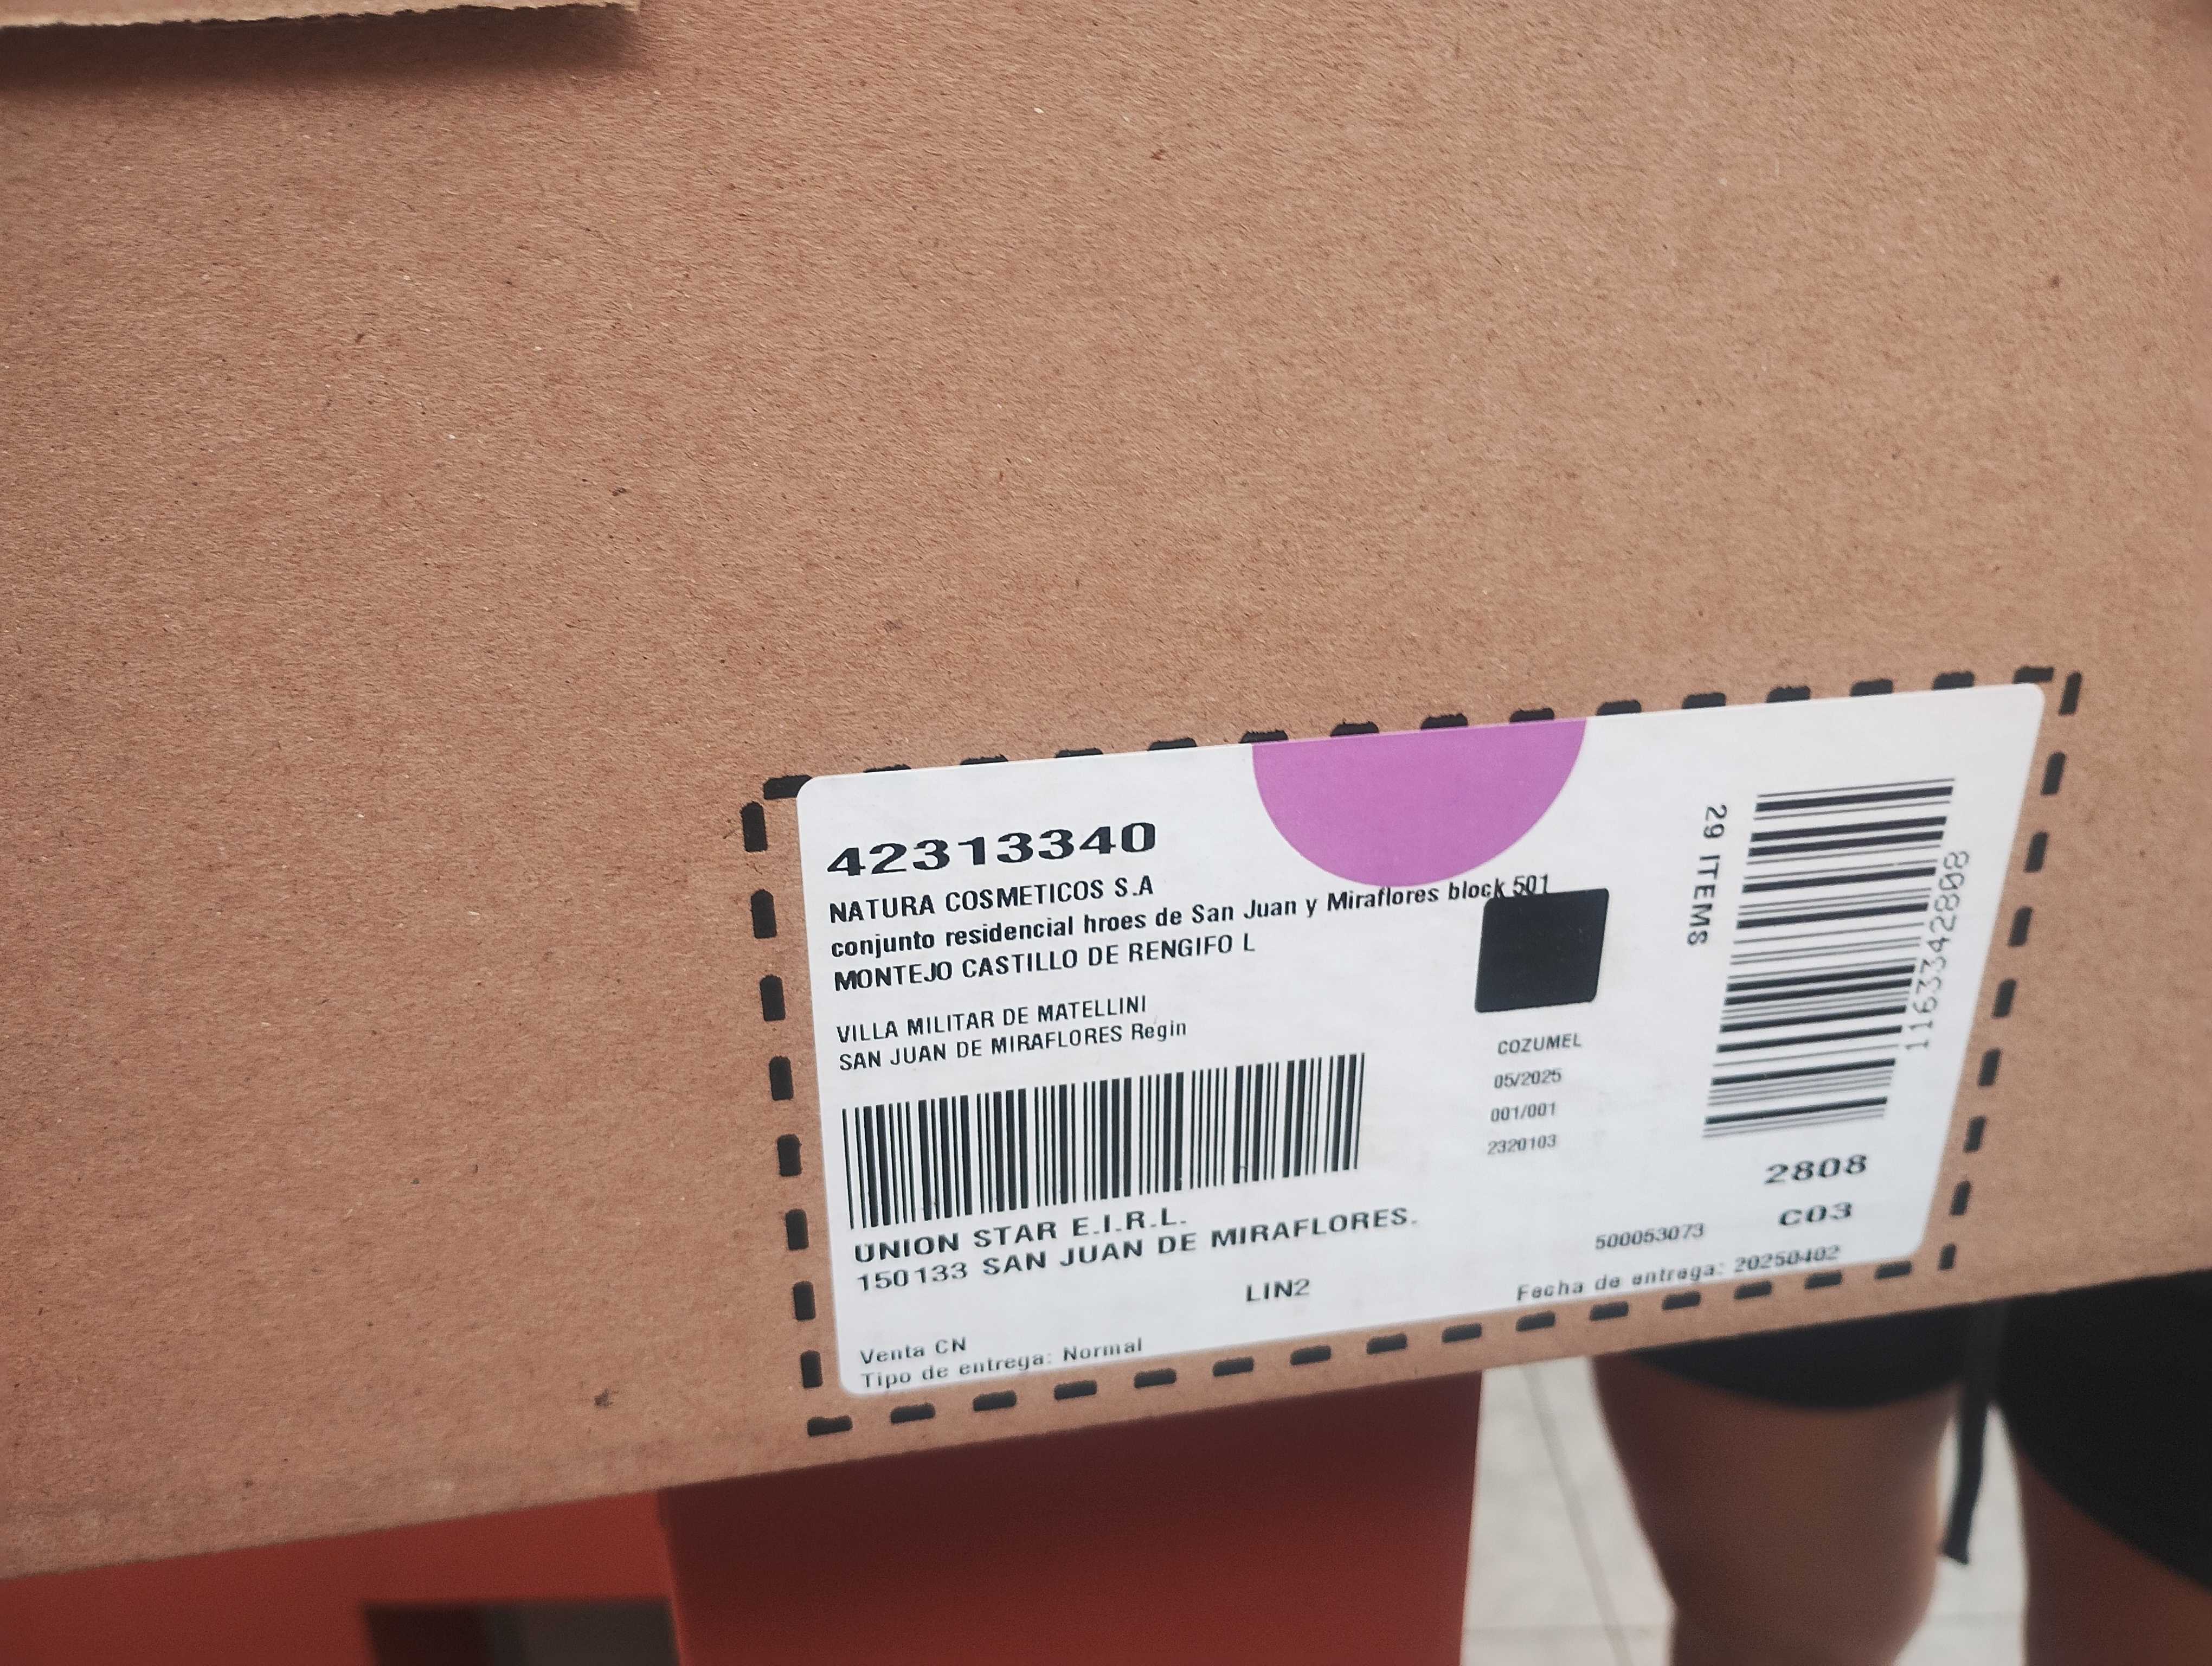 42313340
NATURA COSMETICOS S.A
conjunto residencial hroes de San Juan y Miraflores block 501
MONTEJO CASTILLO DE RENGIFO L
VILLA MILITAR DE MATELLINI
SAN JUAN DE MIRAFLORES Regin
UNION STAR E.I.R.L.
150133 SAN JUAN DE MIRAFLORES.
LIN2
Venta CN
Tipo de entrega: Normal
COZUMEL
05/2025
001/001
2320103
29 ITEMS
1163342808
2808
C03
500053073
Fecha de entrega: 20250402